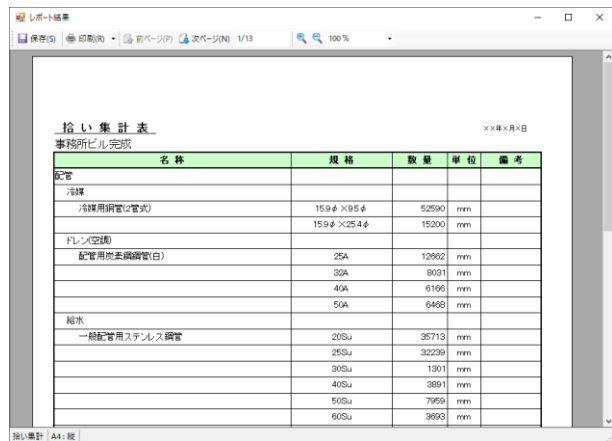 レポート結果
保存(S) 印刷(R) 前ページ(P) 次ページ(N) 1/13 100 %
拾 い 集 計 表
××年×月×日
事務所ビル完成
名 称 規 格 数 量 単 位 備 考
配管
冷媒
冷媒用銅管(2管式) 15.9φ×9.5φ 52590 mm
15.9φ×25.4φ 15200 mm
ドレン(空調)
配管用炭素鋼鋼管(白) 25A 12662 mm
32A 8031 mm
40A 6166 mm
50A 6468 mm
給水
一般配管用ステンレス鋼管 20Su 35713 mm
25Su 32239 mm
30Su 1301 mm
40Su 3891 mm
50Su 7959 mm
60Su 3693 mm
拾い集計 A4:縦